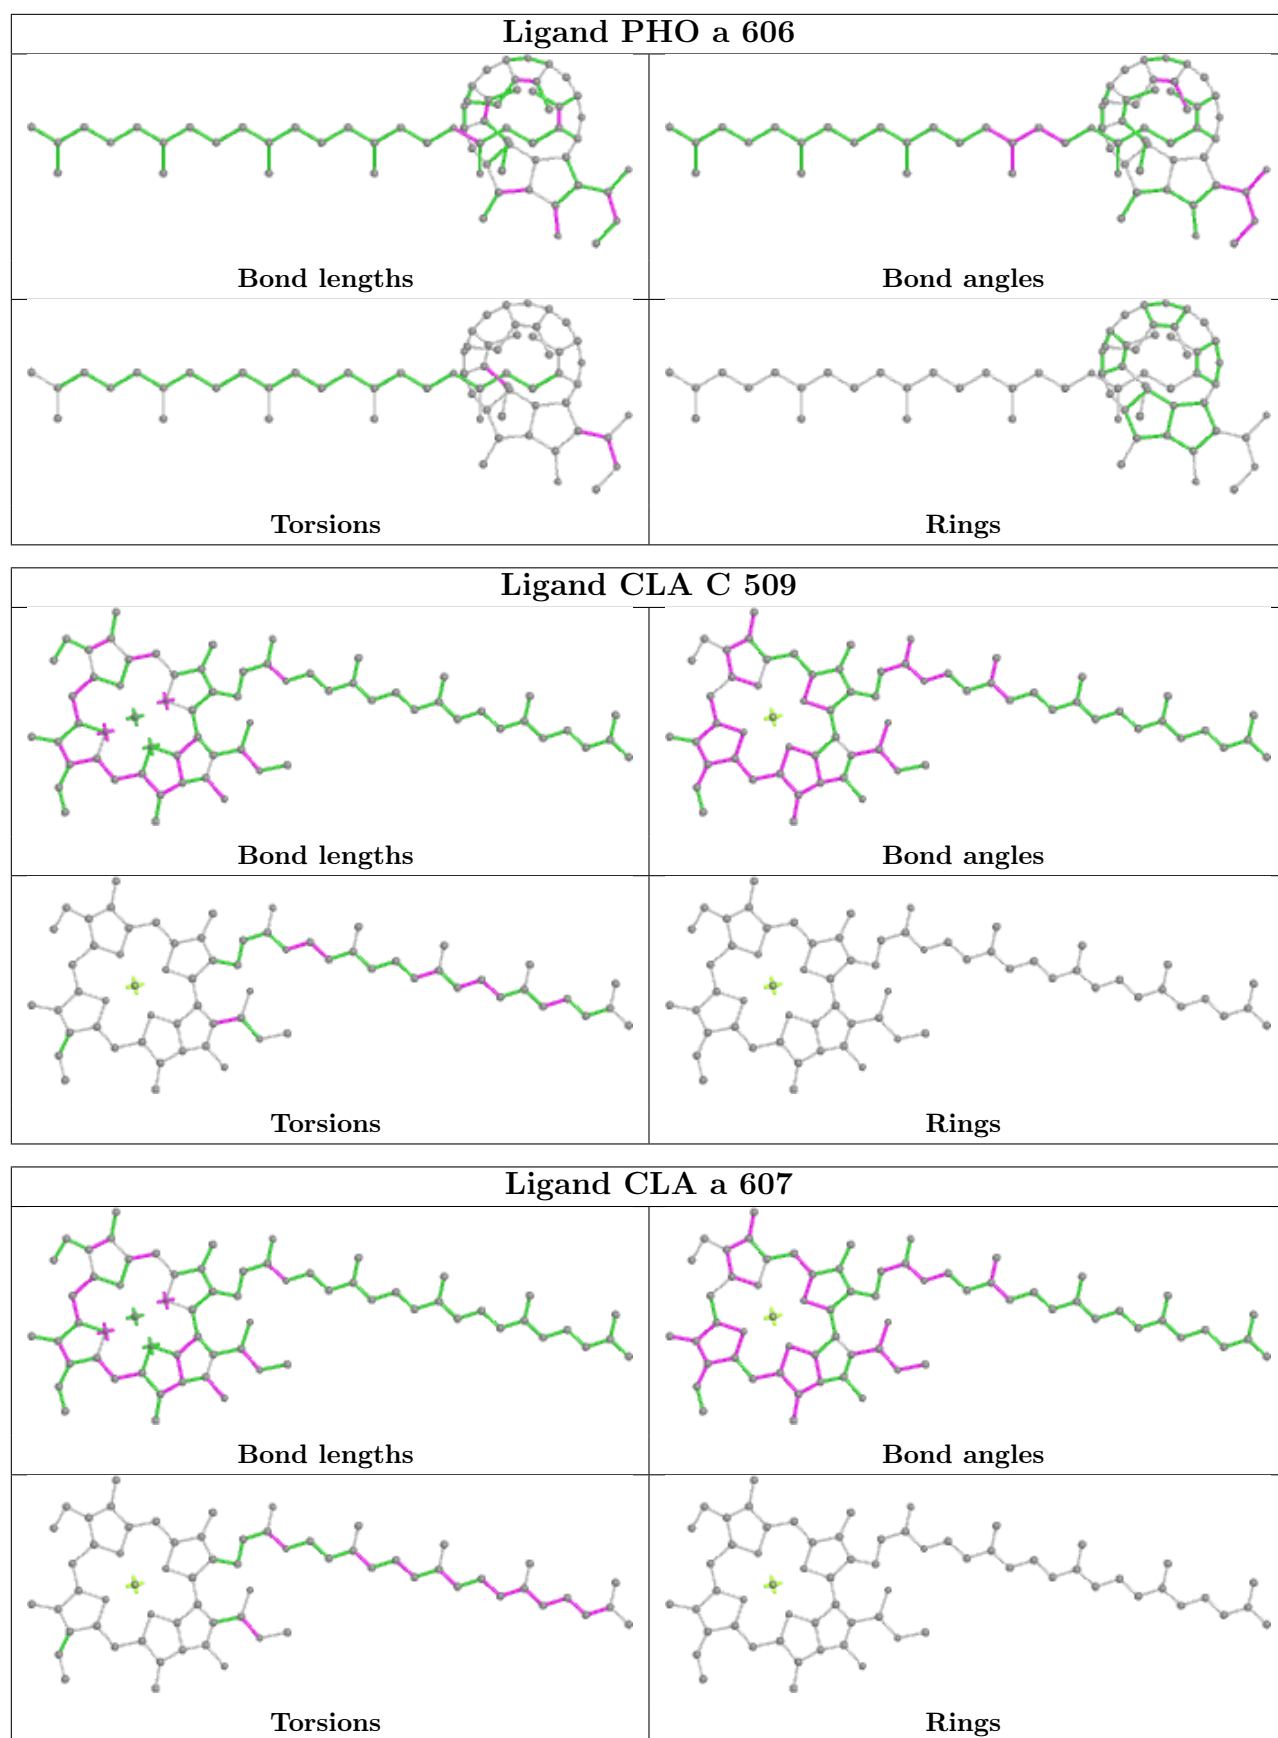 Ligand PHO a 606
Bond lengths
Bond angles
Torsions
Rings
Ligand CLA C 509
Bond lengths
Bond angles
Torsions
Rings
Ligand CLA a 607
Bond lengths
Bond angles
Torsions
Rings